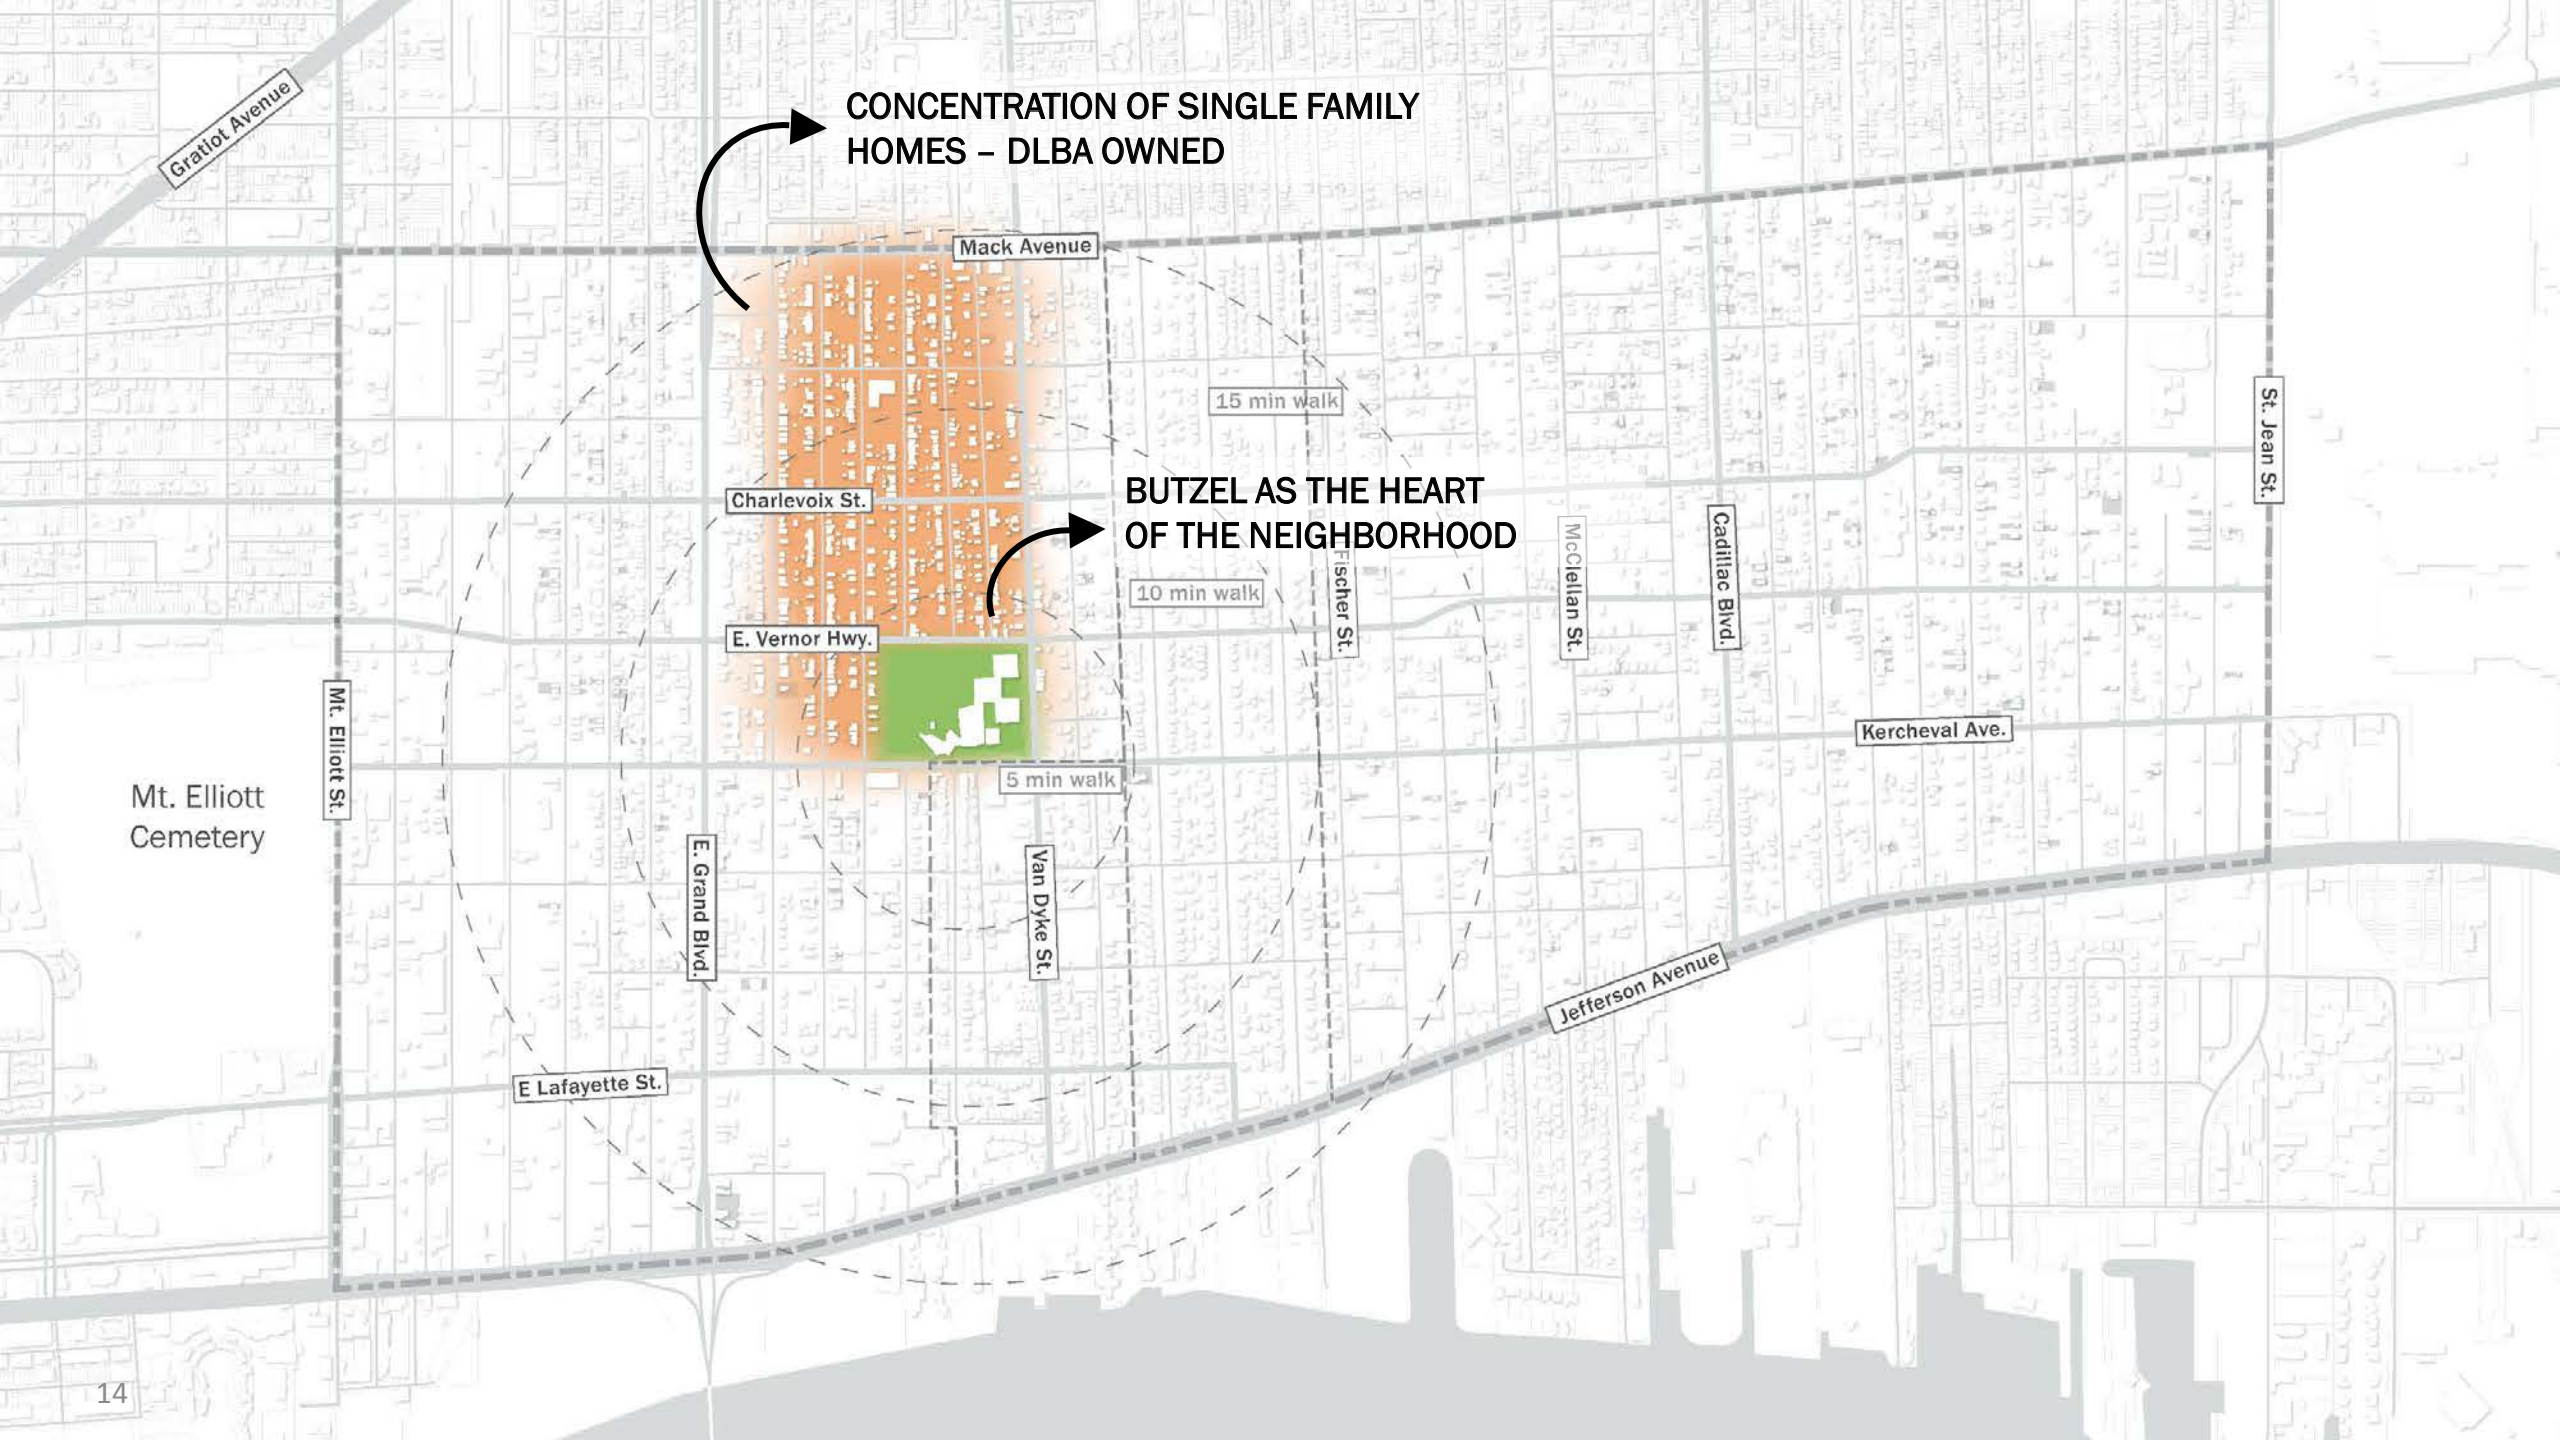 CONCENTRATION OF SINGLE FAMILY
HOMES – DLBA OWNED
Gratiot Avenue
Mack Avenue
15 min walk
St. Jean St.
Charlevoix St.
BUTZEL AS THE HEART
OF THE NEIGHBORHOOD
10 min walk
Fischer St.
McClellan St.
Cadillac Blvd.
E. Vernor Hwy.
Mt. Elliott St.
Kercheval Ave.
5 min walk
Mt. Elliott
Cemetery
E. Grand Blvd.
Van Dyke St.
Jefferson Avenue
E Lafayette St.
14